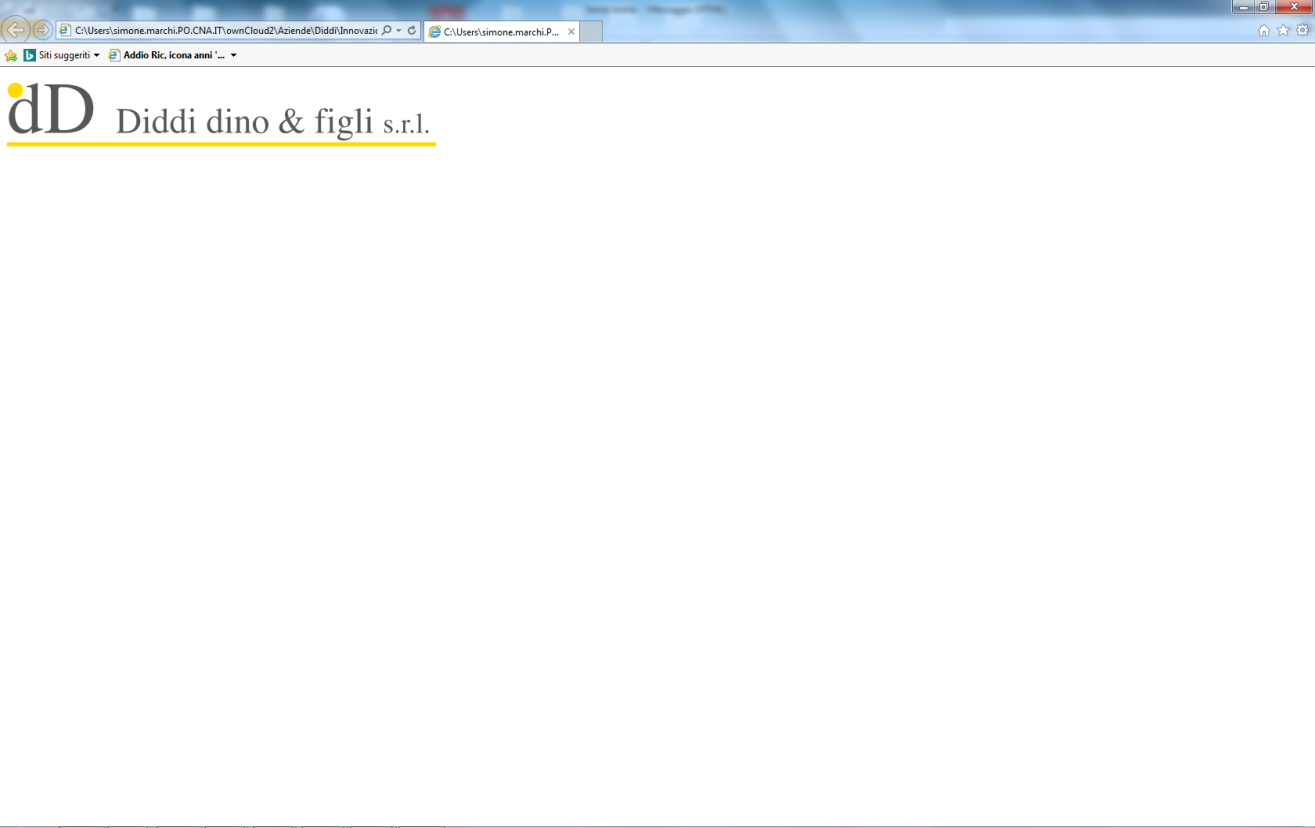 C:\Users\simone.marchi.PO.CNA.IT\ownCloud2\Aziende\Diddi\Innovazic
C:\Users\simone.marchi.P...
Siti suggeriti
Addio Ric, icona anni '...
dD Diddi dino & figli s.r.l.